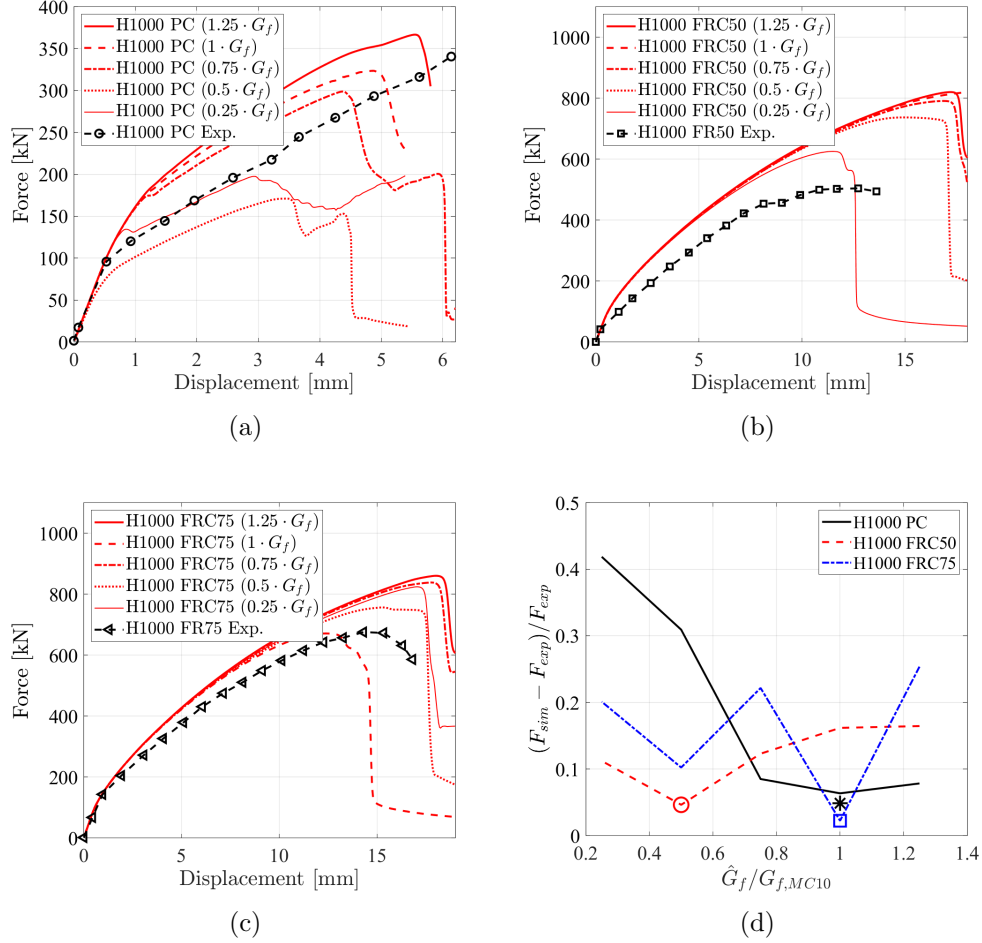 H1000 PC (1.25 · G_f)
H1000 PC (1 · G_f)
H1000 PC (0.75 · G_f)
H1000 PC (0.5 · G_f)
H1000 PC (0.25 · G_f)
H1000 PC Exp.
400
350
300
250
200
150
100
50
0
Force [kN]
0 1 2 3 4 5 6
Displacement [mm]
(a)
H1000 FRC50 (1.25 · G_f)
H1000 FRC50 (1 · G_f)
H1000 FRC50 (0.75 · G_f)
H1000 FRC50 (0.5 · G_f)
H1000 FRC50 (0.25 · G_f)
H1000 FR50 Exp.
1000
800
600
400
200
0
Force [kN]
0 5 10 15
Displacement [mm]
(b)
H1000 FRC75 (1.25 · G_f)
H1000 FRC75 (1 · G_f)
H1000 FRC75 (0.75 · G_f)
H1000 FRC75 (0.5 · G_f)
H1000 FRC75 (0.25 · G_f)
H1000 FR75 Exp.
1000
800
600
400
200
0
Force [kN]
0 5 10 15
Displacement [mm]
(c)
H1000 PC
H1000 FRC50
H1000 FRC75
0.5
0.4
0.3
0.2
0.1
0
(F_sim − F_exp)/F_exp
0.2 0.4 0.6 0.8 1 1.2 1.4
Ĝ_f/G_f,MC10
(d)